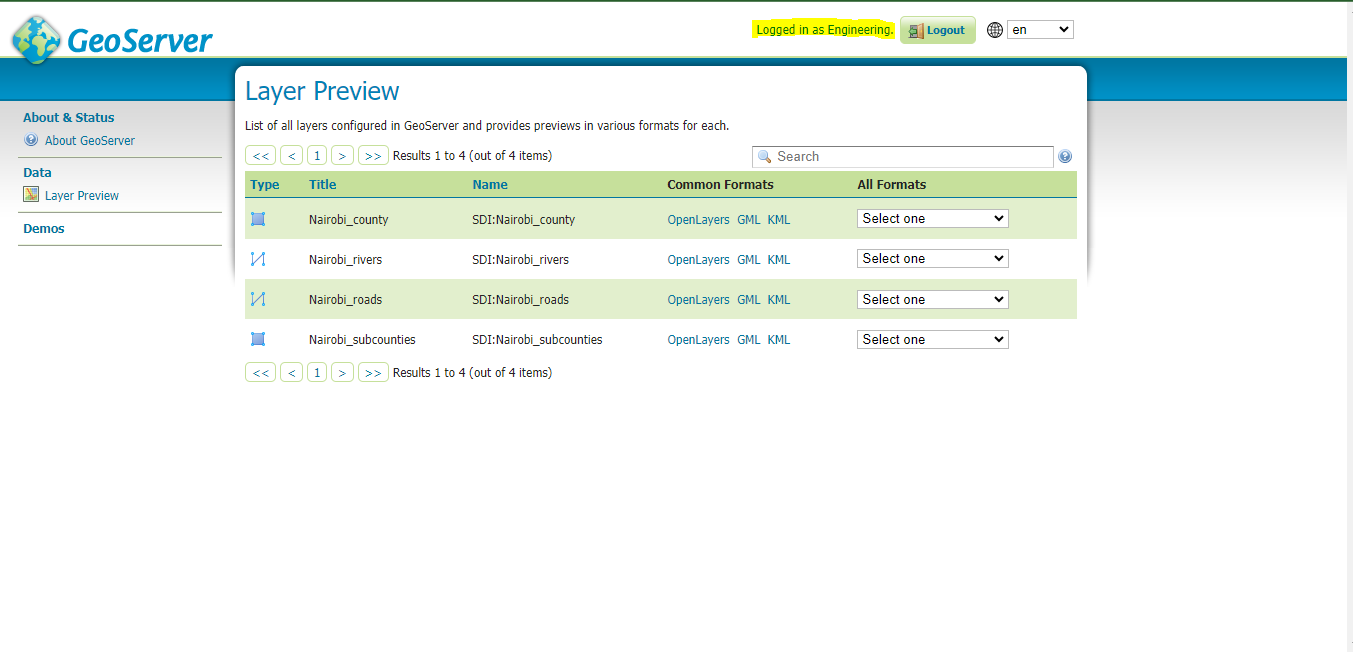 GeoServer
Logged in as Engineering. Logout en
About & Status
About GeoServer
Data
Layer Preview
Demos
Layer Preview
List of all layers configured in GeoServer and provides previews in various formats for each.
<< < 1 > >> Results 1 to 4 (out of 4 items) Search
Type Title Name Common Formats All Formats
Nairobi_county SDI:Nairobi_county OpenLayers GML KML Select one
Nairobi_rivers SDI:Nairobi_rivers OpenLayers GML KML Select one
Nairobi_roads SDI:Nairobi_roads OpenLayers GML KML Select one
Nairobi_subcounties SDI:Nairobi_subcounties OpenLayers GML KML Select one
<< < 1 > >> Results 1 to 4 (out of 4 items)